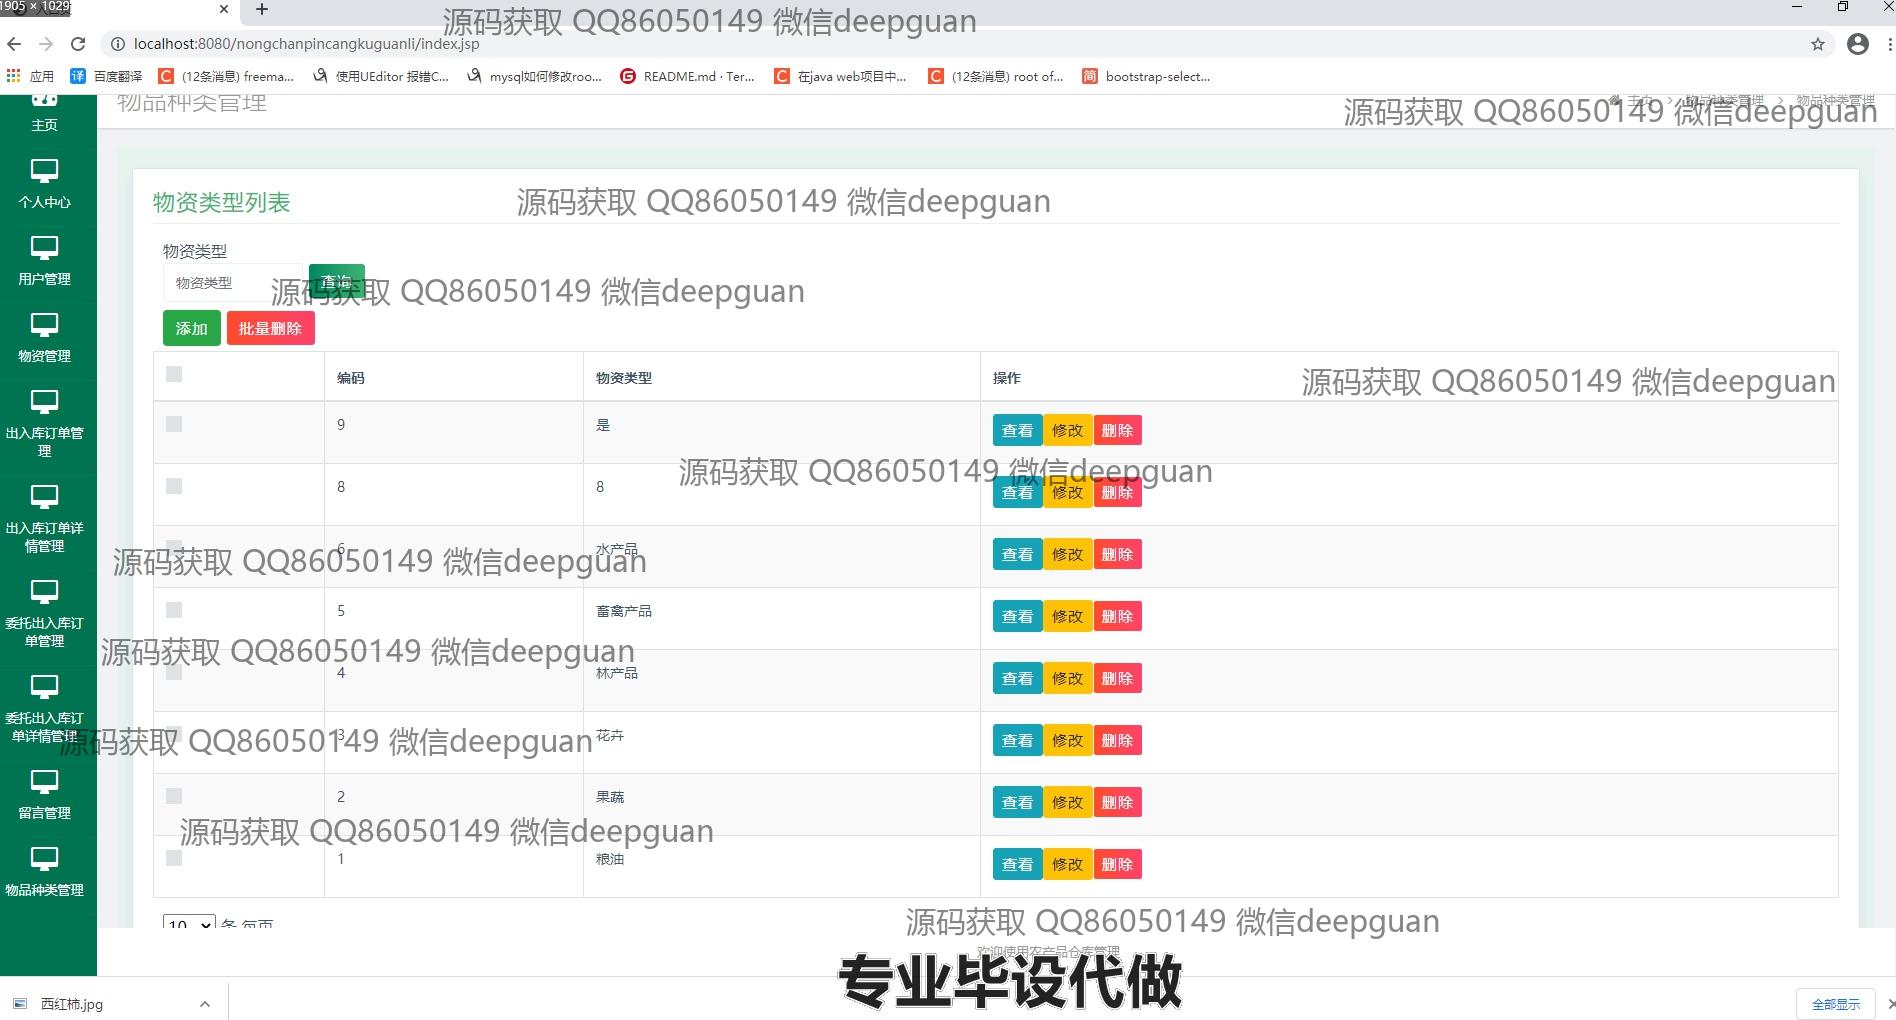 1905 × 1029
源码获取 QQ86050149 微信deepguan
localhost:8080/nongchanpincangkuguanli/index.jsp
应用 百度翻译 (12条消息) freema... 使用UEditor 报错C... mysql如何修改roo... README.md · Ter... 在java web项目中... (12条消息) root of... bootstrap-select...
物品种类管理
主页 > 物品种类管理 > 物品种类管理
源码获取 QQ86050149 微信deepguan
主页
个人中心
用户管理
物资管理
出入库订单管
理
出入库订单详
情管理
委托出入库订
单管理
委托出入库订
单详情管理
留言管理
物品种类管理
物资类型列表
源码获取 QQ86050149 微信deepguan
物资类型
物资类型 查询
源码获取 QQ86050149 微信deepguan
添加 批量删除
编码 物资类型 操作
源码获取 QQ86050149 微信deepguan
9 是 查看 修改 删除
源码获取 QQ86050149 微信deepguan
8 8 查看 修改 删除
6 水产品 查看 修改 删除
源码获取 QQ86050149 微信deepguan
5 畜禽产品 查看 修改 删除
源码获取 QQ86050149 微信deepguan
4 林产品 查看 修改 删除
3 花卉 查看 修改 删除
源码获取 QQ86050149 微信deepguan
2 果蔬 查看 修改 删除
源码获取 QQ86050149 微信deepguan
1 粮油 查看 修改 删除
10 条 每页
源码获取 QQ86050149 微信deepguan
欢迎使用农产品仓库管理
专业毕设代做
西红柿.jpg
全部显示